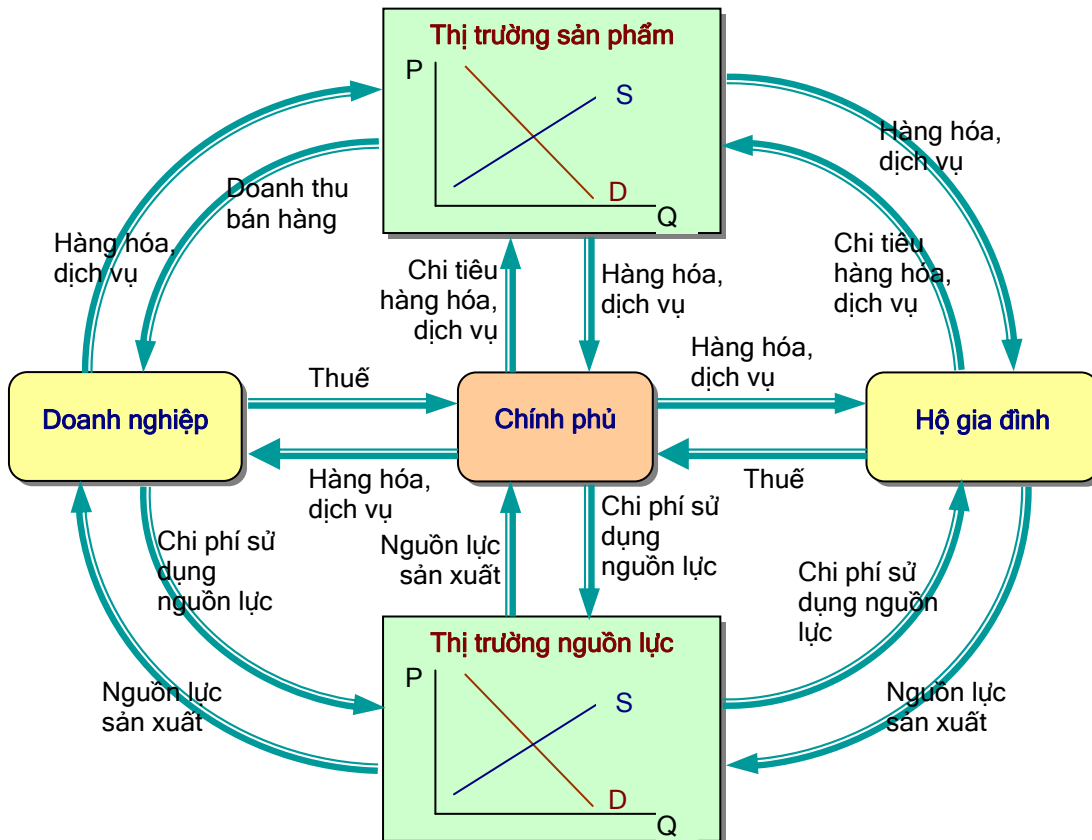 Thị trường sản phẩm
P
S
D
Q
Hàng hóa,
dịch vụ
Doanh thu
bán hàng
Hàng hóa,
dịch vụ
Chi tiêu
hàng hóa,
dịch vụ
Hàng hóa,
dịch vụ
Chi tiêu
hàng hóa,
dịch vụ
Thuế
Hàng hóa,
dịch vụ
Doanh nghiệp
Chính phủ
Hộ gia đình
Hàng hóa,
dịch vụ
Thuế
Chi phí sử
dụng
nguồn lực
Nguồn lực
sản xuất
Chi phí sử
dụng
nguồn lực
Chi phí sử
dụng nguồn
lực
Nguồn lực
sản xuất
Nguồn lực
sản xuất
Thị trường nguồn lực
P
S
D
Q